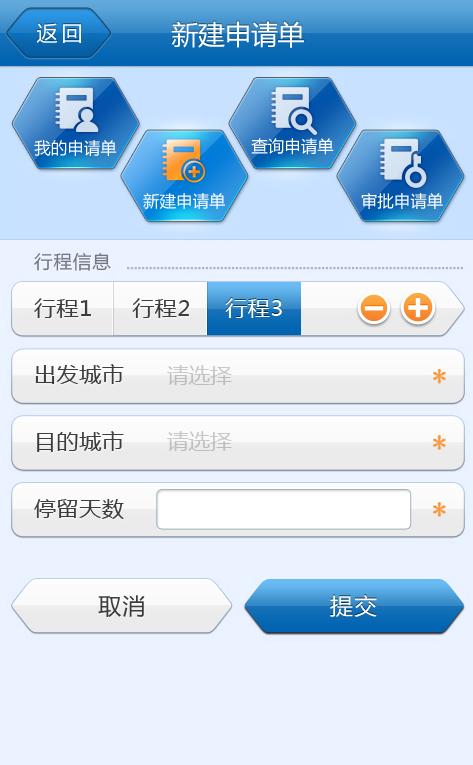 返回
新建申请单
我的申请单
查询申请单
新建申请单
审批申请单
行程信息
行程1 行程2 行程3
出发城市 请选择 *
目的城市 请选择 *
停留天数 *
取消 提交